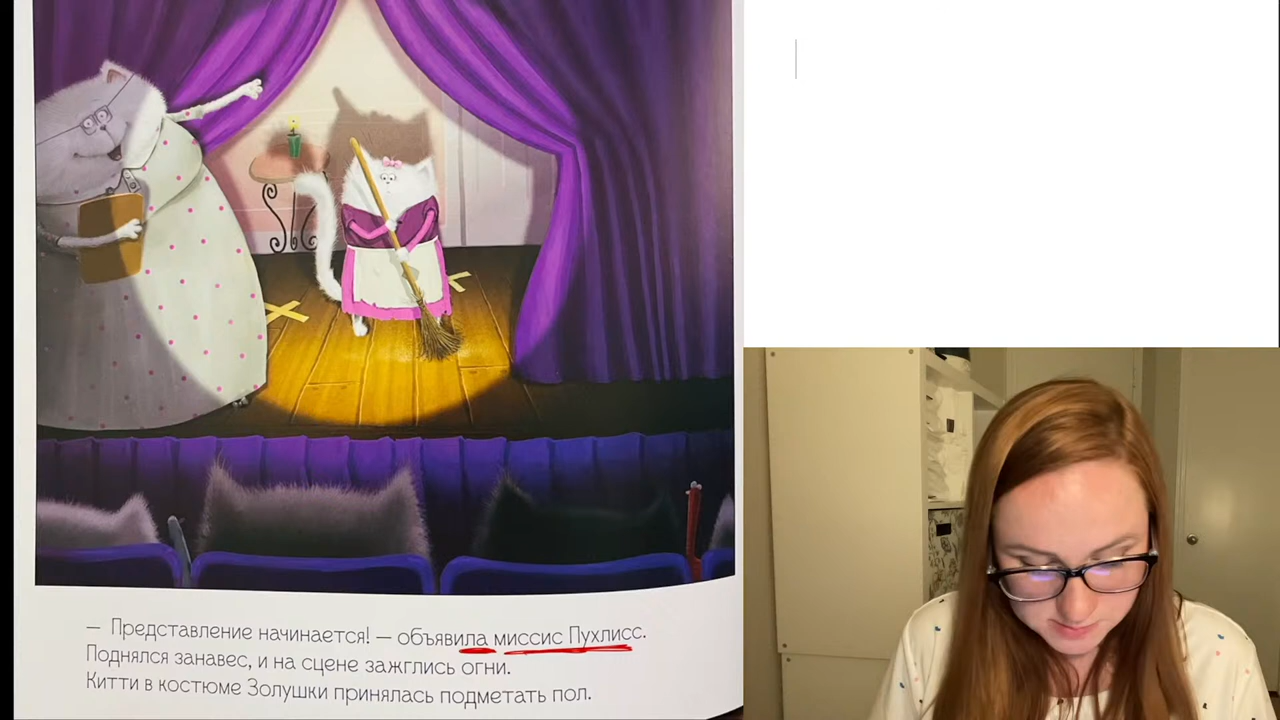 — Представление начинается! — объявила миссис Пухлисс.
Поднялся занавес, и на сцене зажглись огни.
Китти в костюме Золушки принялась подметать пол.